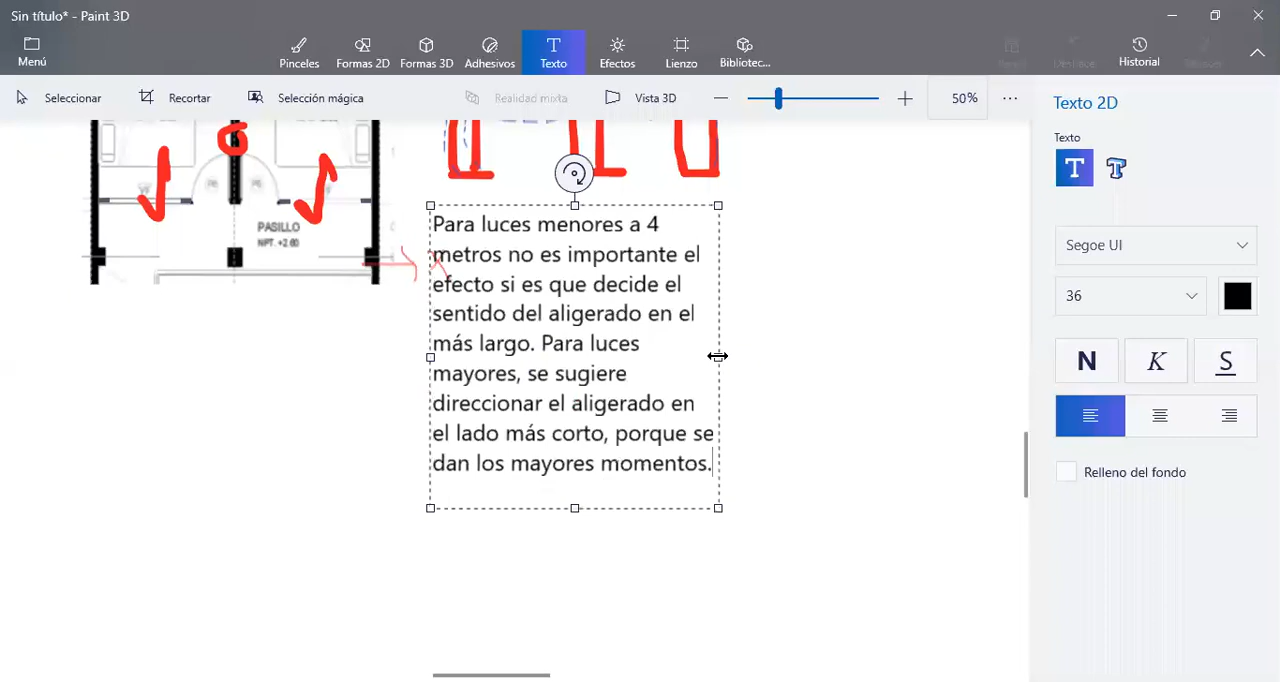 Sin título* - Paint 3D
Menú
Pinceles
Formas 2D
Formas 3D
Adhesivos
Texto
Efectos
Lienzo
Bibliotec...
Historial
Seleccionar
Recortar
Selección mágica
Realidad mixta
Vista 3D
50%
Texto 2D
Texto
Segoe UI
36
N K S
Relleno del fondo
PASILLO
NPT. +2.60
Para luces menores a 4
metros no es importante el
efecto si es que decide el
sentido del aligerado en el
más largo. Para luces
mayores, se sugiere
direccionar el aligerado en
el lado más corto, porque se
dan los mayores momentos.